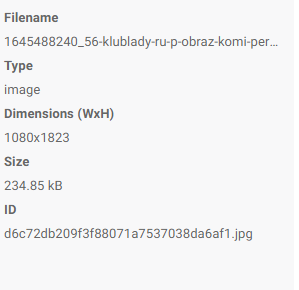 Filename
1645488240_56-klublady-ru-p-obraz-komi-per…
Type
image
Dimensions (WxH)
1080x1823
Size
234.85 kB
ID
d6c72db209f3f88071a7537038da6af1.jpg